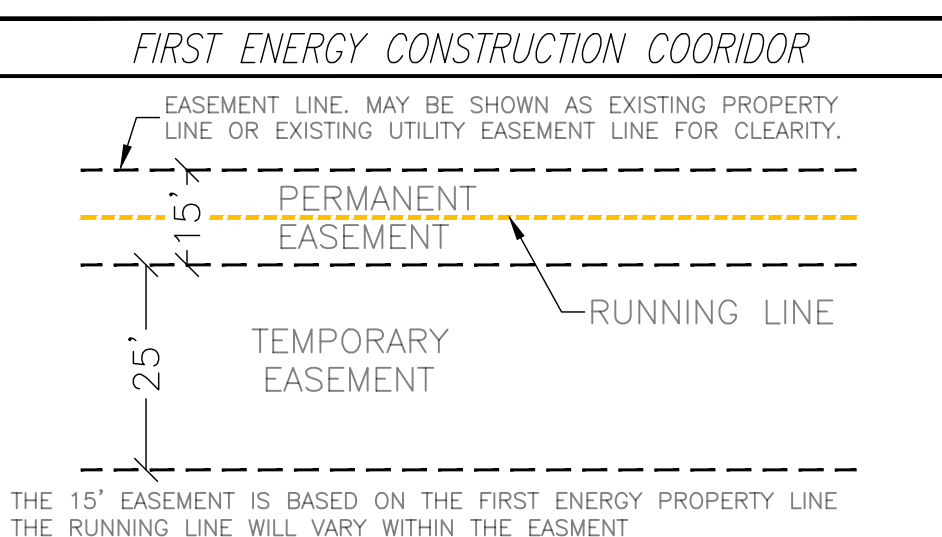 FIRST ENERGY CONSTRUCTION COORIDOR
EASEMENT LINE. MAY BE SHOWN AS EXISTING PROPERTY
LINE OR EXISTING UTILITY EASEMENT LINE FOR CLEARITY.
PERMANENT
15'
EASEMENT
RUNNING LINE
TEMPORARY
25'
EASEMENT
THE 15' EASEMENT IS BASED ON THE FIRST ENERGY PROPERTY LINE
THE RUNNING LINE WILL VARY WITHIN THE EASMENT